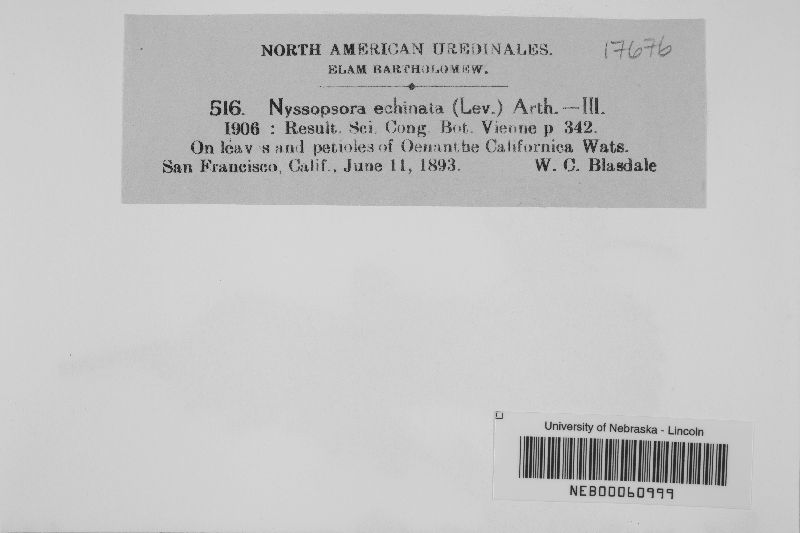 NORTH AMERICAN UREDINALES.
17676
ELAM BARTHOLOMEW.
516. Nyssopsora echinata (Lev.) Arth.—III.
1906 : Result. Sci. Cong. Bot. Vienne p 342.
On leav s and petioles of Oenanthe Californica Wats.
San Francisco, Calif., June 11, 1893. W. C. Blasdale
University of Nebraska - Lincoln
NEB00060999